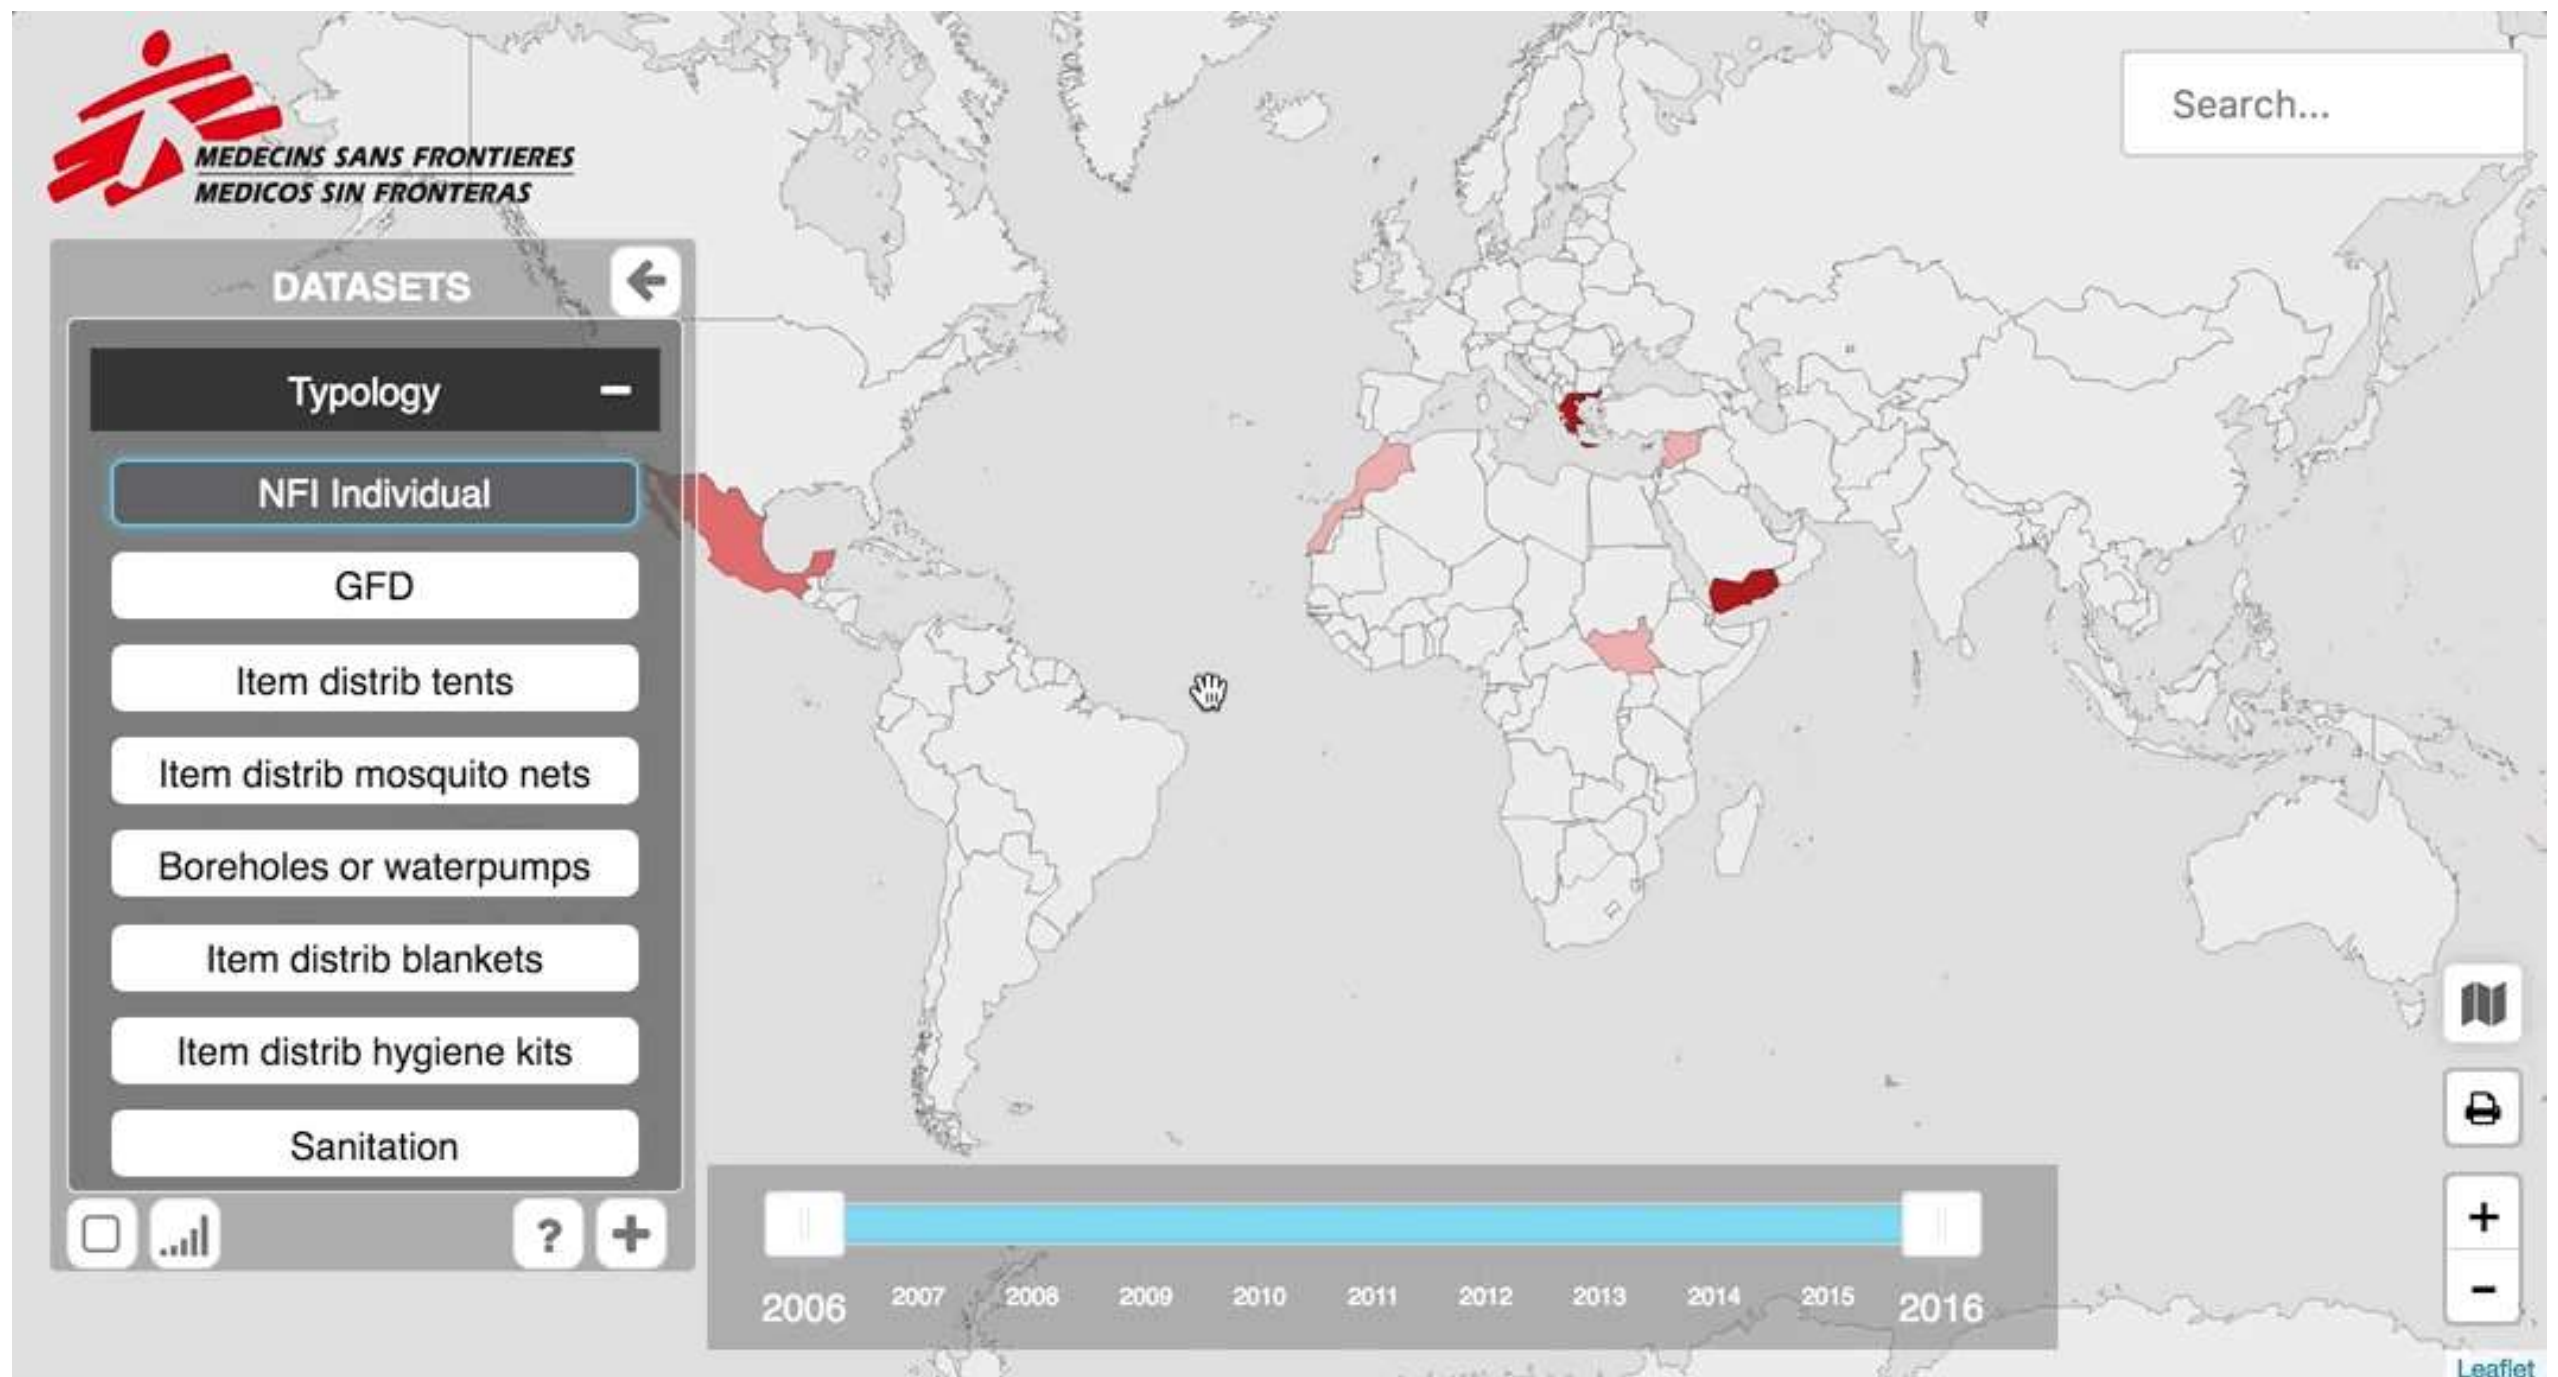 MEDECINS SANS FRONTIERES
MEDICOS SIN FRONTERAS
Search...
DATASETS
Typology
NFI Individual
GFD
Item distrib tents
Item distrib mosquito nets
Boreholes or waterpumps
Item distrib blankets
Item distrib hygiene kits
Sanitation
?
2006 2007 2008 2009 2010 2011 2012 2013 2014 2015 2016
Leaflet